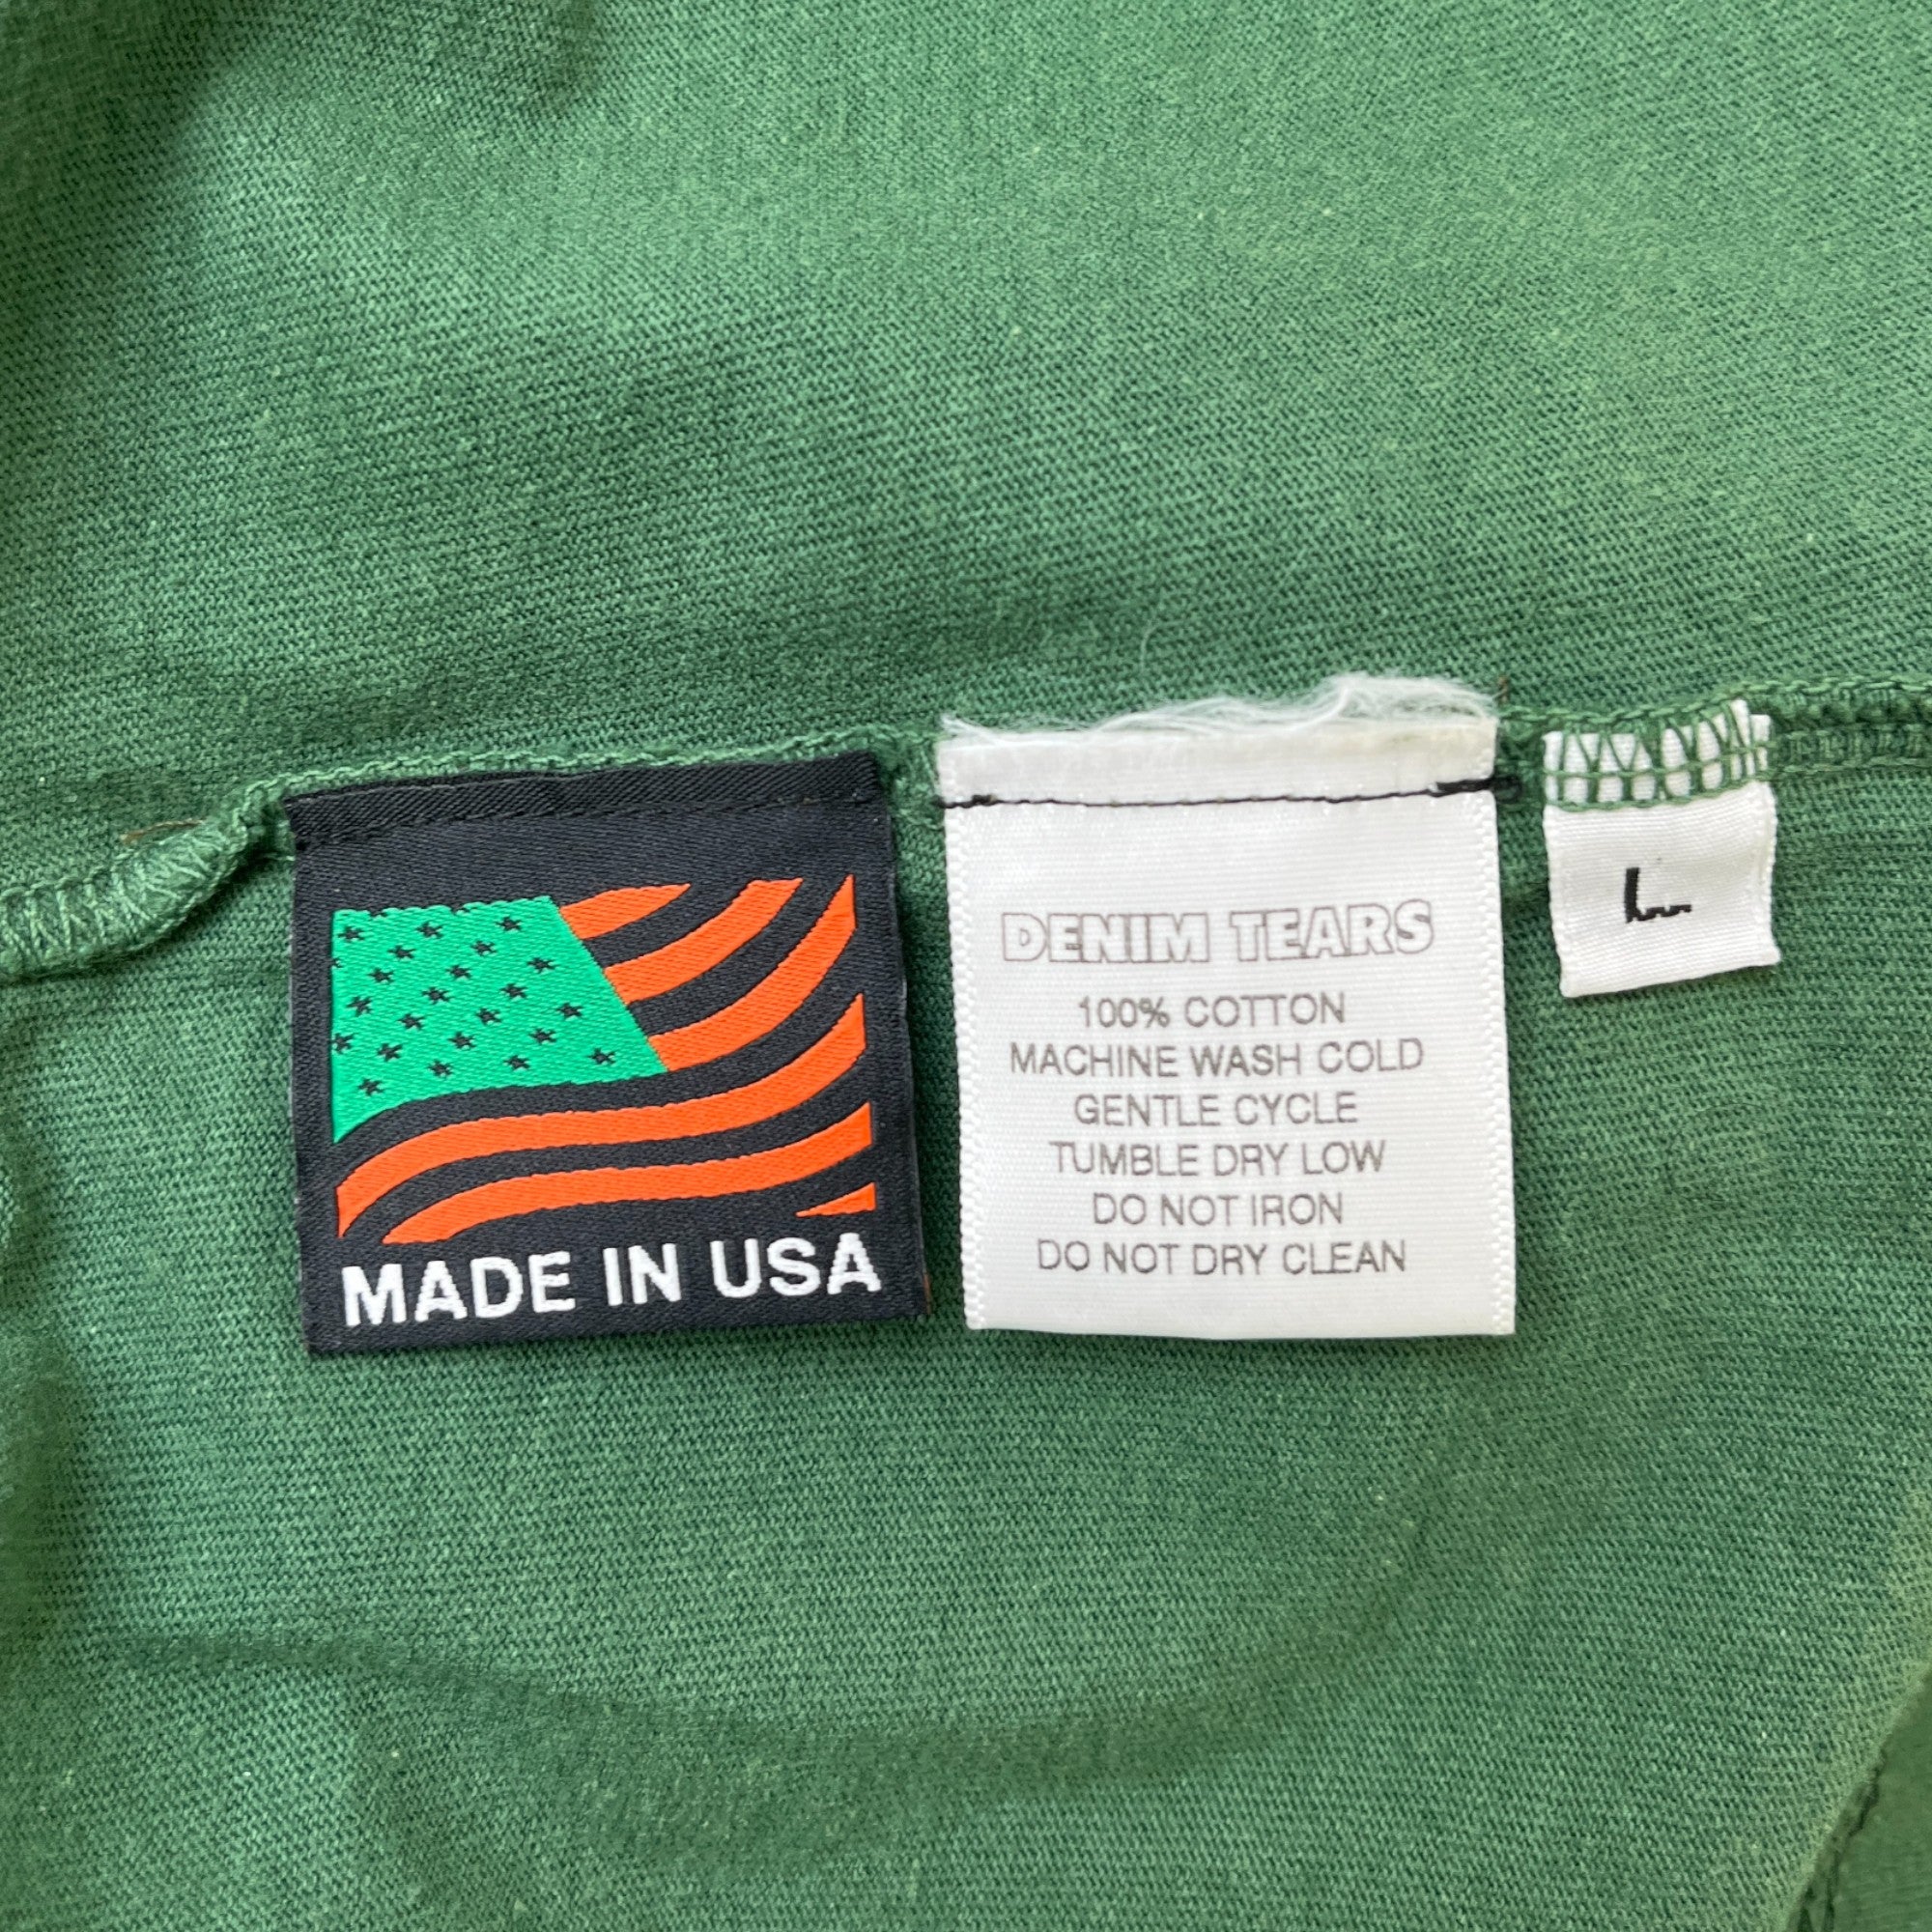 MADE IN USA
DENIM TEARS
100% COTTON
MACHINE WASH COLD
GENTLE CYCLE
TUMBLE DRY LOW
DO NOT IRON
DO NOT DRY CLEAN
L